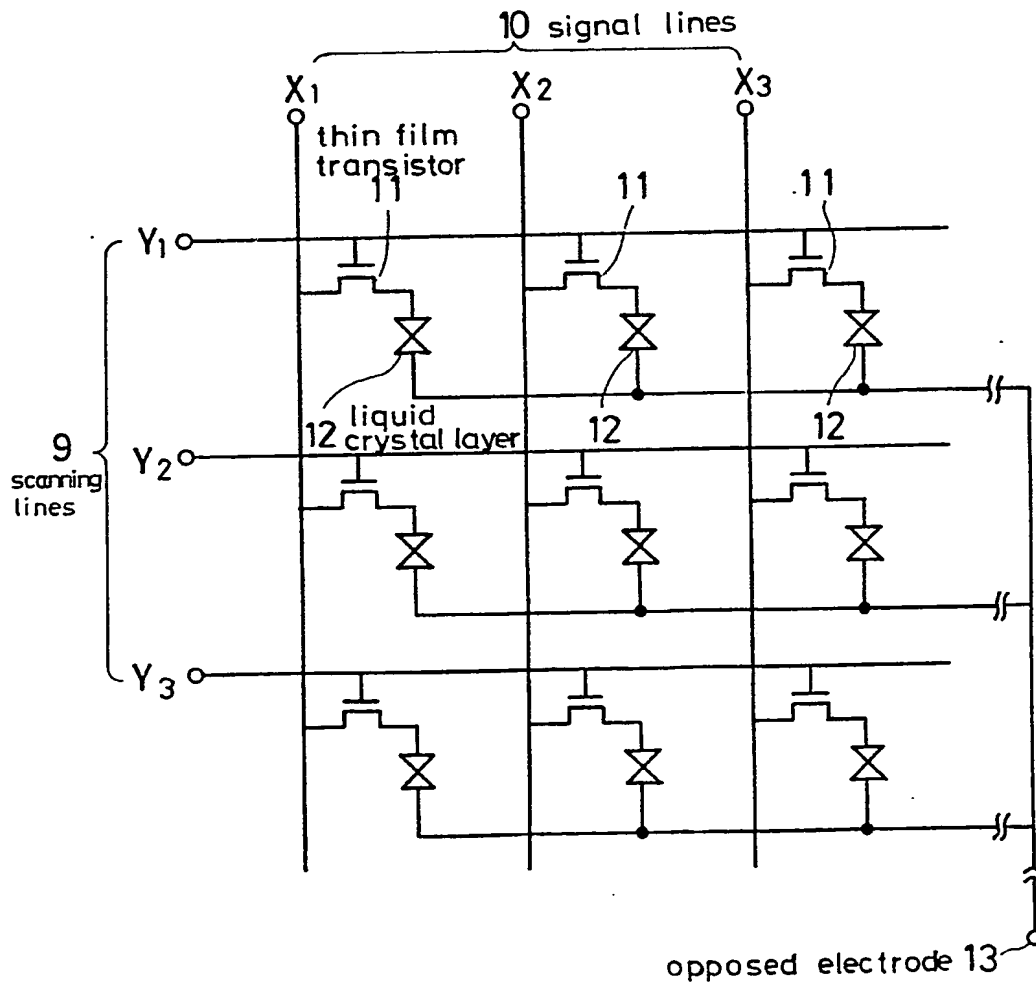 10 signal lines
X1
X2
X3
thin film
transistor
11
11
11
Y1
12 liquid
crystal layer
12
12
9
scanning
lines
Y2
Y3
opposed electrode 13